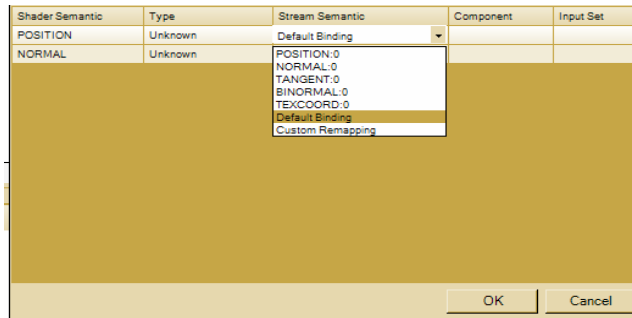 Shader Semantic Type Stream Semantic Component Input Set
POSITION Unknown Default Binding
NORMAL Unknown POSITION:0
NORMAL:0
TANGENT:0
BINORMAL:0
TEXCOORD:0
Default Binding
Custom Remapping
OK Cancel